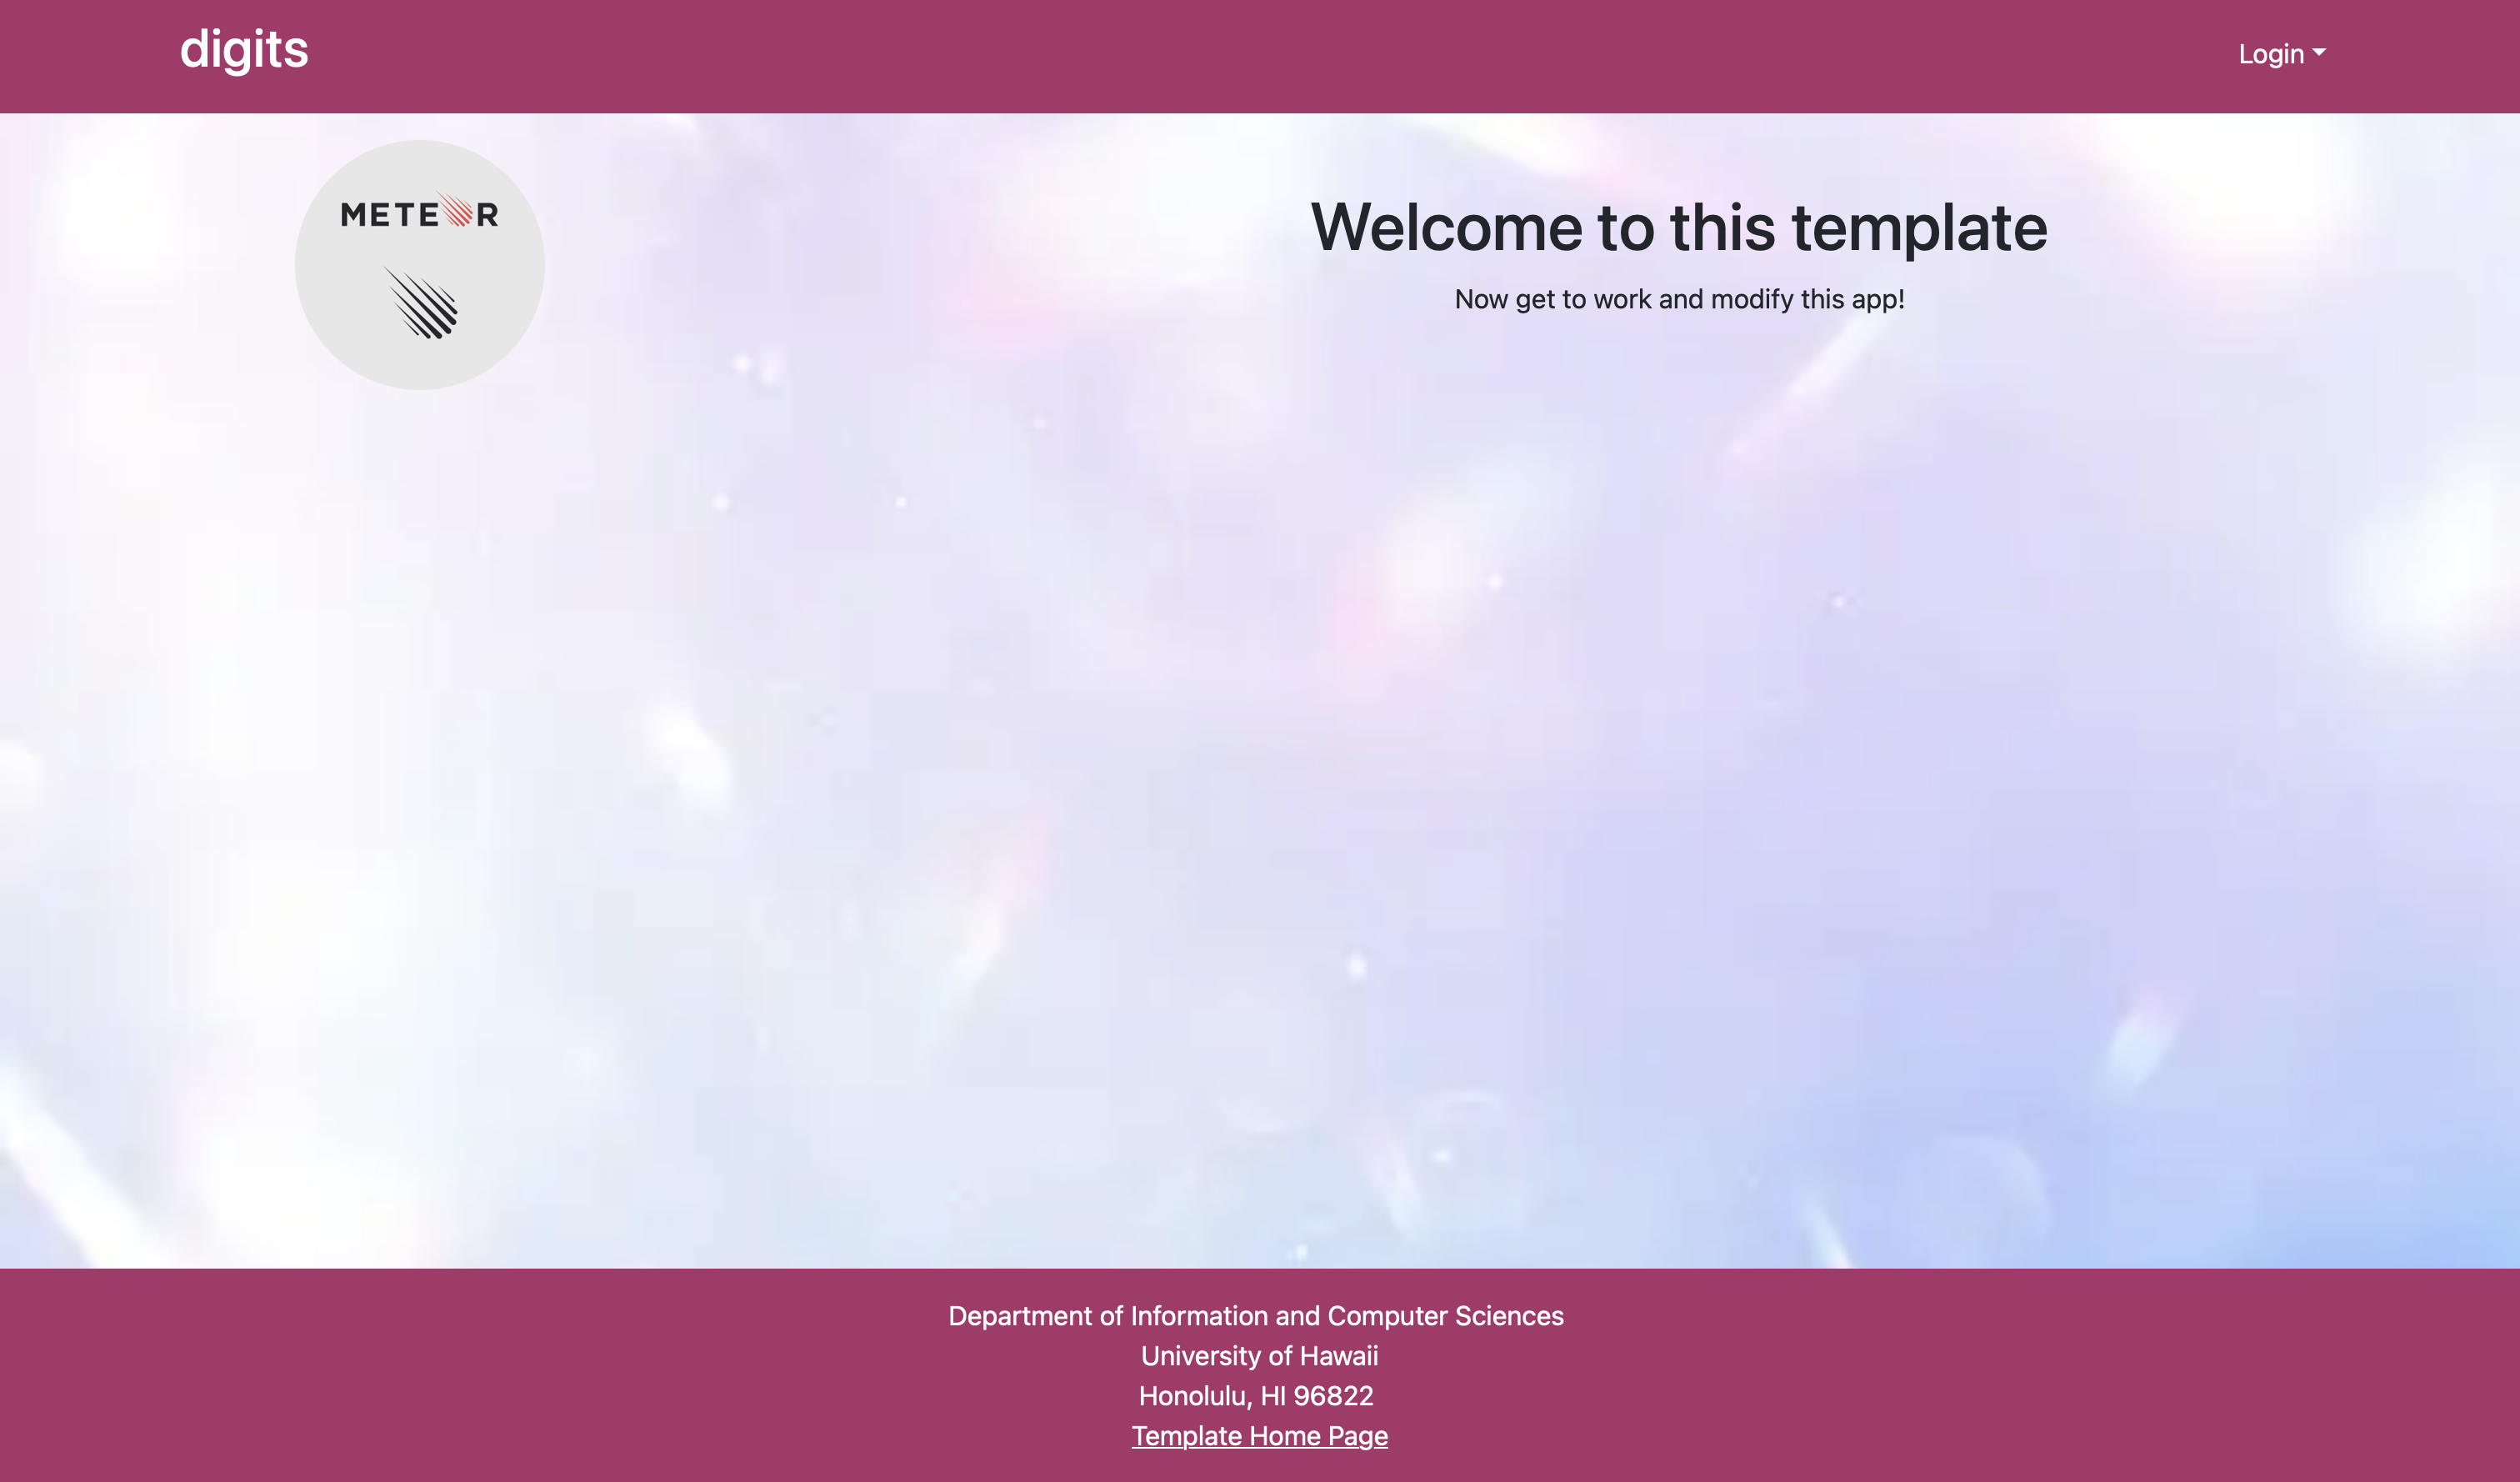 digits
Login
METEOR
Welcome to this template
Now get to work and modify this app!
Department of Information and Computer Sciences
University of Hawaii
Honolulu, HI 96822
Template Home Page